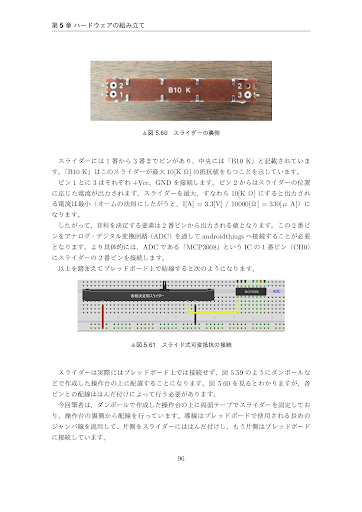 第 5 章 ハードウェアの組み立て
2
1
B10 K
2
3
▲図 5.60 スライダーの裏側
スライダーには 1 番から 3 番までピンがあり、中央には「B10 K」と記載されていま
す。「B10 K」はこのスライダーが最大 10[K Ω] の抵抗値をもつことを示しています。
ピン 1 とに 3 はそれぞれ +Vcc、GND を接続します。ピン 2 からはスライダーの位置
に応じた電流が出力されます。スライダーを最大、すなわち 10[K Ω] にすると出力され
る電流は最小（オームの法則にしたがうと、I[A] = 3.3[V] / 10000[Ω] = 330[μ A]）に
なります。
したがって、音程を決定する要素は 2 番ピンから出力される値となります。この 2 番ピ
ンをアナログ・デジタル変換回路（ADC）を通して androidthings へ接続することが必要
となります。より具体的には、ADC である「MCP3008」という IC の 1 番ピン（CH0）
にスライダーの 2 番ピンを接続します。
以上を踏まえてブレッドボード上で結線すると次のようになります。
音階決定用スライダー
MCP3008
ADC
▲図 5.61 スライド式可変抵抗の接続
スライダーは実際にはブレッドボード上では接続せず、図 5.59 のようにダンボールな
どで作成した操作台の上に配置することになります。図 5.60 を見るとわかりますが、各
ピンとの配線ははんだ付けによって行う必要があります。
今回筆者は、ダンボールで作成した操作台の上に両面テープでスライダーを固定してお
り、操作台の裏側から配線を行っています。導線はブレッドボードで使用される長めの
ジャンパ線を流用して、片側をスライダーにはんだ付けし、もう片側はブレッドボード
に接続しています。
96